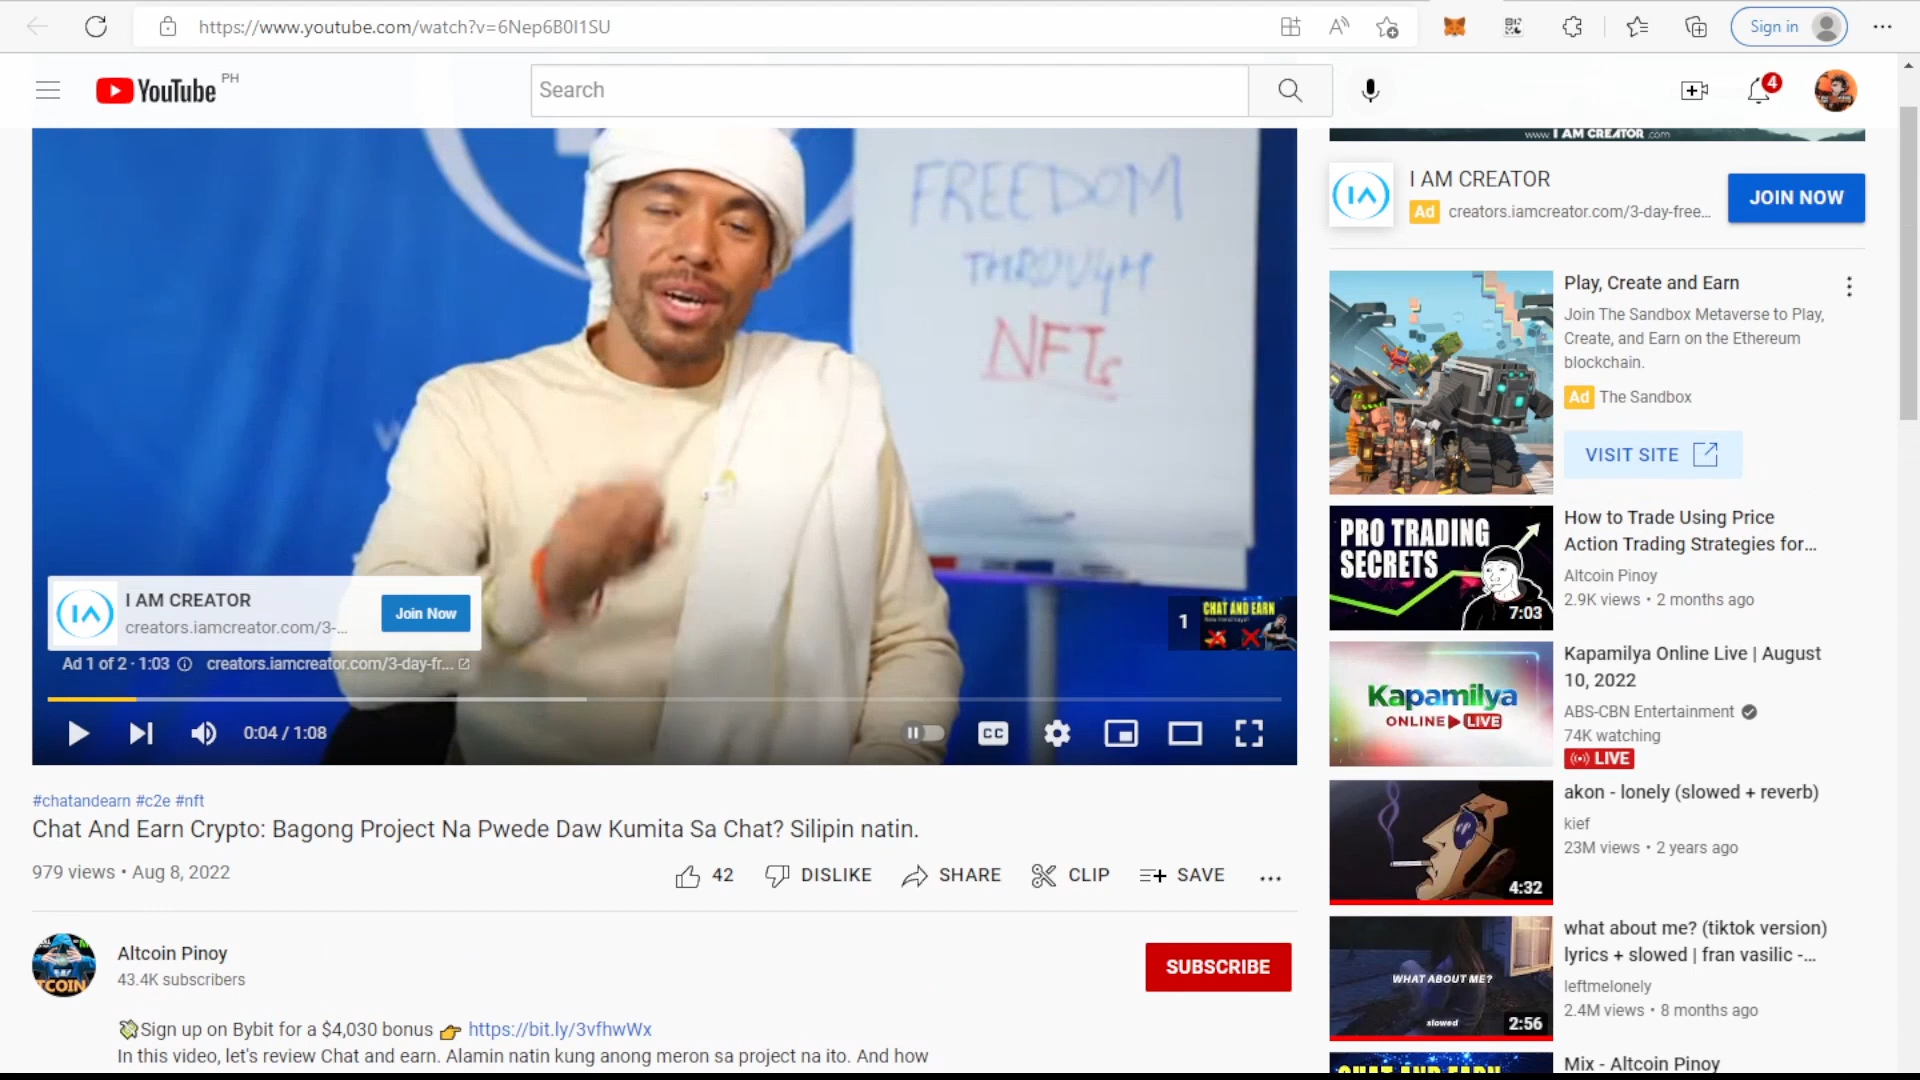 https://www.youtube.com/watch?v=6Nep6B0I1SU
Sign in
YouTube PH
Search
4
FREEDOM
THROUGH
NFTs
I AM CREATOR
creators.iamcreator.com/3-...
Join Now
Ad 1 of 2 · 1:03
creators.iamcreator.com/3-day-fr...
1
CHAT AND EARN
0:04 / 1:08
CC
#chatandearn #c2e #nft
Chat And Earn Crypto: Bagong Project Na Pwede Daw Kumita Sa Chat? Silipin natin.
979 views • Aug 8, 2022
42
DISLIKE
SHARE
CLIP
SAVE
Altcoin Pinoy
43.4K subscribers
SUBSCRIBE
💸Sign up on Bybit for a $4,030 bonus 👉 https://bit.ly/3vfhwWx
In this video, let's review Chat and earn. Alamin natin kung anong meron sa project na ito. And how
www. I AM CREATOR .com
I AM CREATOR
Ad creators.iamcreator.com/3-day-free...
JOIN NOW
Play, Create and Earn
Join The Sandbox Metaverse to Play,
Create, and Earn on the Ethereum
blockchain.
Ad The Sandbox
VISIT SITE
PRO TRADING
SECRETS
7:03
How to Trade Using Price
Action Trading Strategies for...
Altcoin Pinoy
2.9K views • 2 months ago
Kapamilya
ONLINE LIVE
Kapamilya Online Live | August
10, 2022
ABS-CBN Entertainment
74K watching
LIVE
4:32
akon - lonely (slowed + reverb)
kief
23M views • 2 years ago
WHAT ABOUT ME?
slowed
2:56
what about me? (tiktok version)
lyrics + slowed | fran vasilic -...
leftmelonely
2.4M views • 8 months ago
CHAT AND EARN
Mix - Altcoin Pinoy